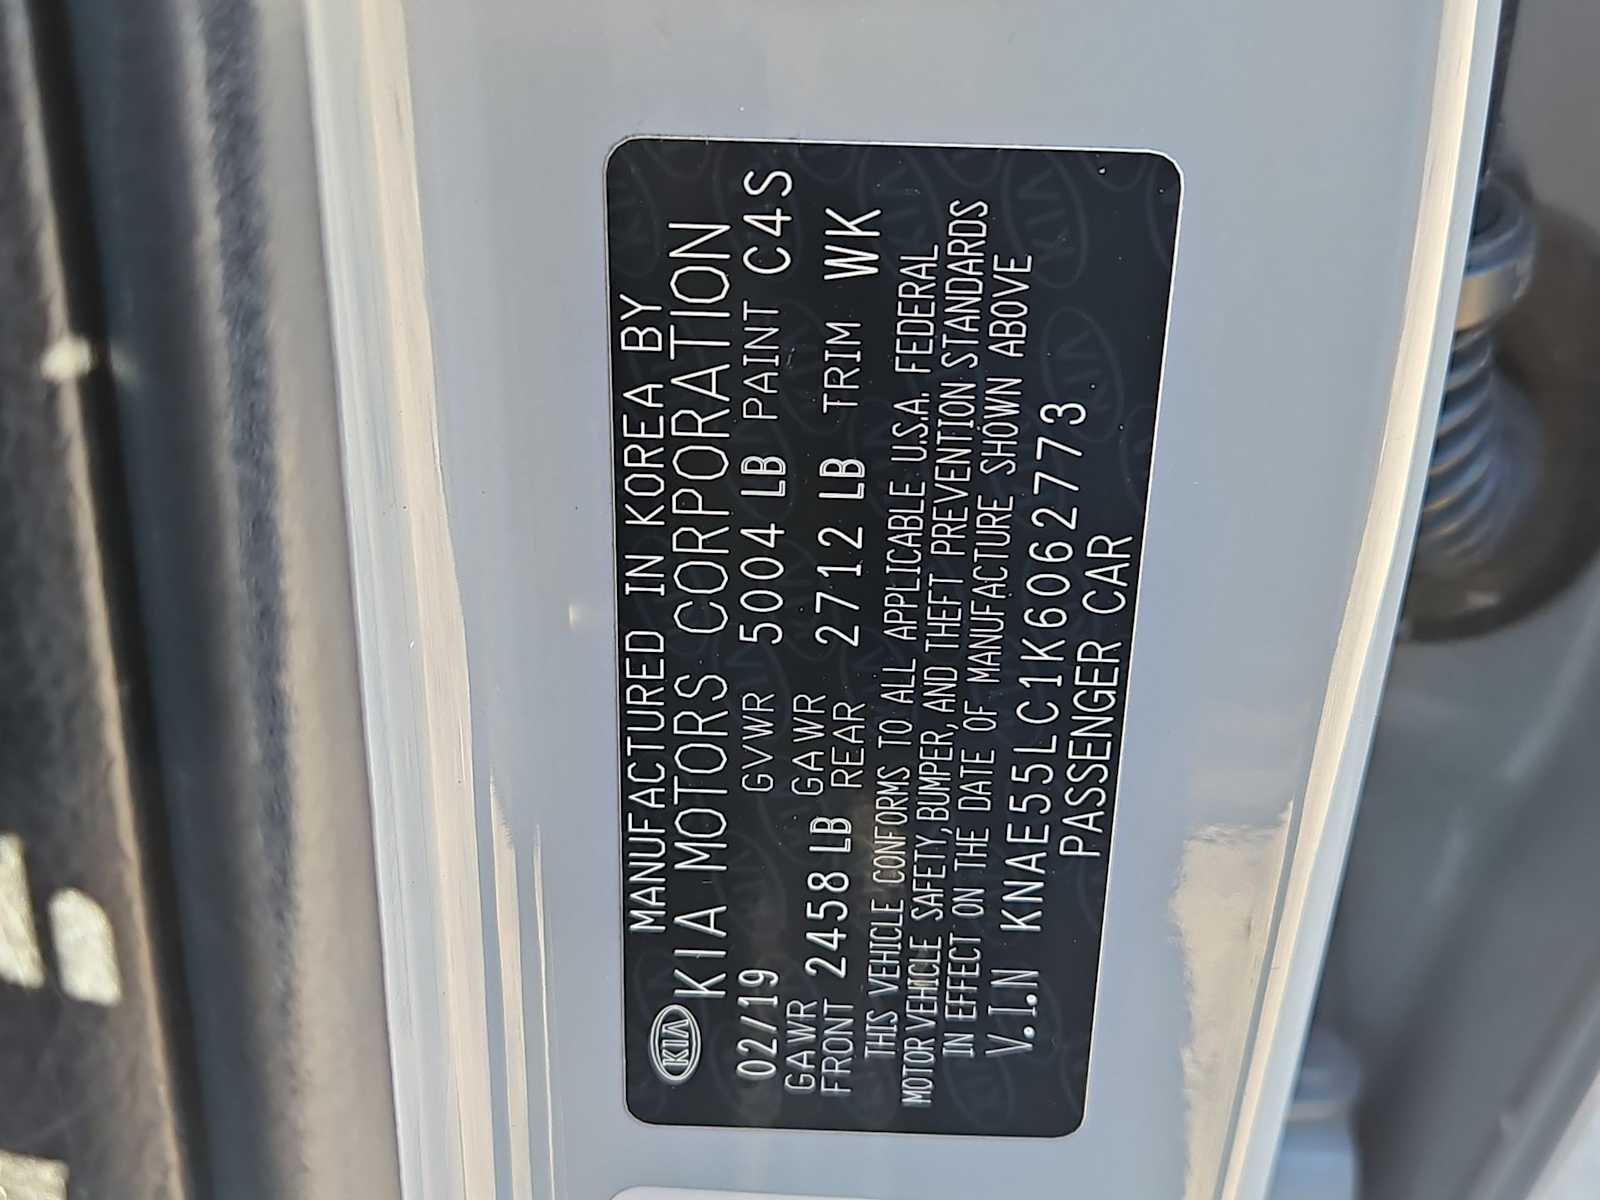 MANUFACTURED IN KOREA BY
KIA KIA MOTORS CORPORATION
02/19 GVWR 5004 LB PAINT C4S
GAWR FRONT 2458 LB GAWR REAR 2712 LB TRIM WK
THIS VEHICLE CONFORMS TO ALL APPLICABLE U.S.A. FEDERAL
MOTOR VEHICLE SAFETY, BUMPER, AND THEFT PREVENTION STANDARDS
IN EFFECT ON THE DATE OF MANUFACTURE SHOWN ABOVE
V.I.N KNAE55LC1K6062773
PASSENGER CAR